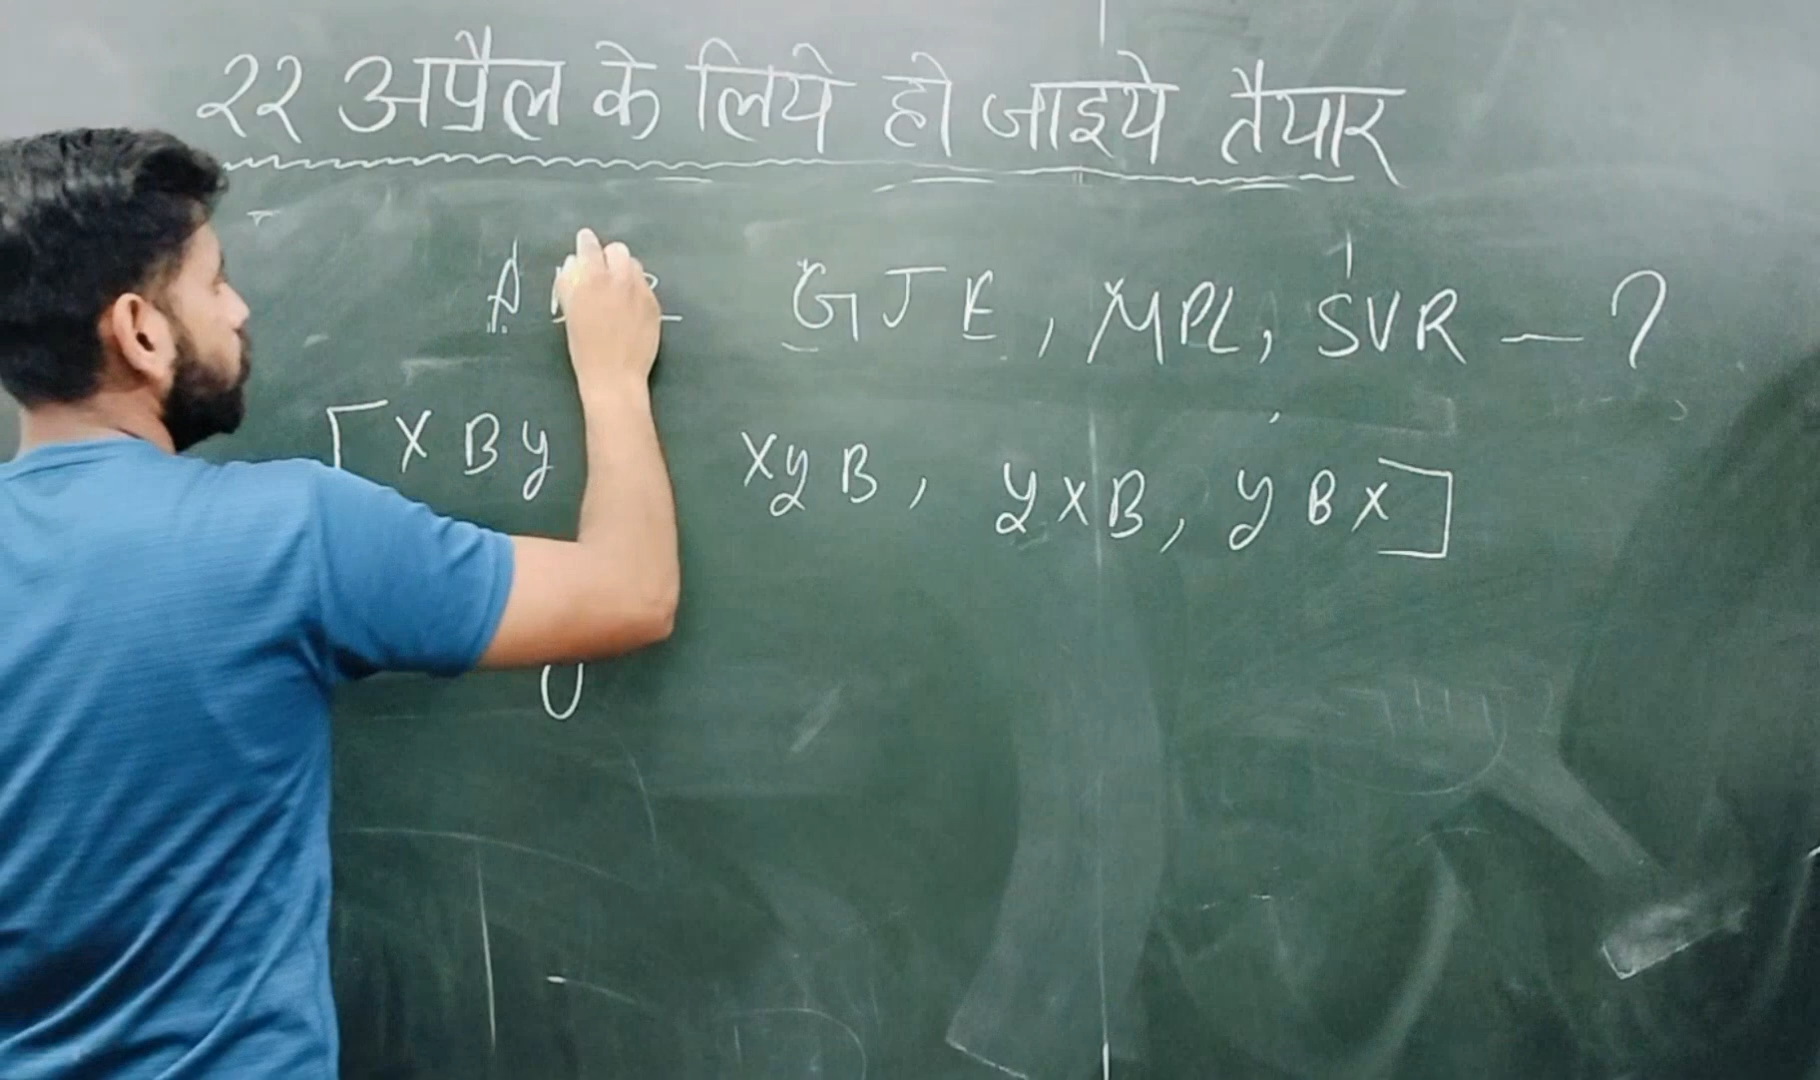 २२ अप्रैल के लिये हो जाइये तैयार
A GJE, MPL, SVR — ?
[XBY XYB, YXB, YBX]